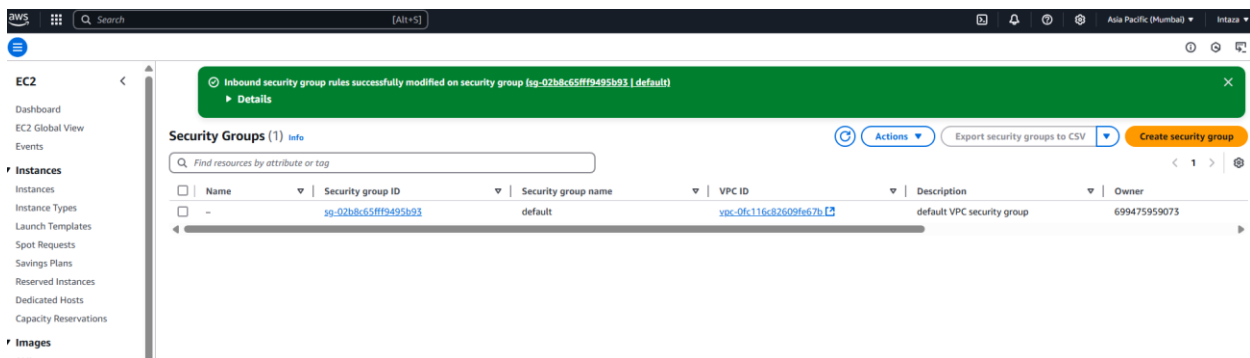 aws Search [Alt+S] Asia Pacific (Mumbai) ▼ Intaza ▼
EC2
Dashboard
EC2 Global View
Events
Instances
Instances
Instance Types
Launch Templates
Spot Requests
Savings Plans
Reserved Instances
Dedicated Hosts
Capacity Reservations
Images
Inbound security group rules successfully modified on security group (sg-02b8c65fff9495b93 | default)
Details
Security Groups (1) Info Actions ▼ Export security groups to CSV ▼ Create security group
Find resources by attribute or tag < 1 >
Name Security group ID Security group name VPC ID Description Owner
– sg-02b8c65fff9495b93 default vpc-0fc116c82609fe67b default VPC security group 699475959073